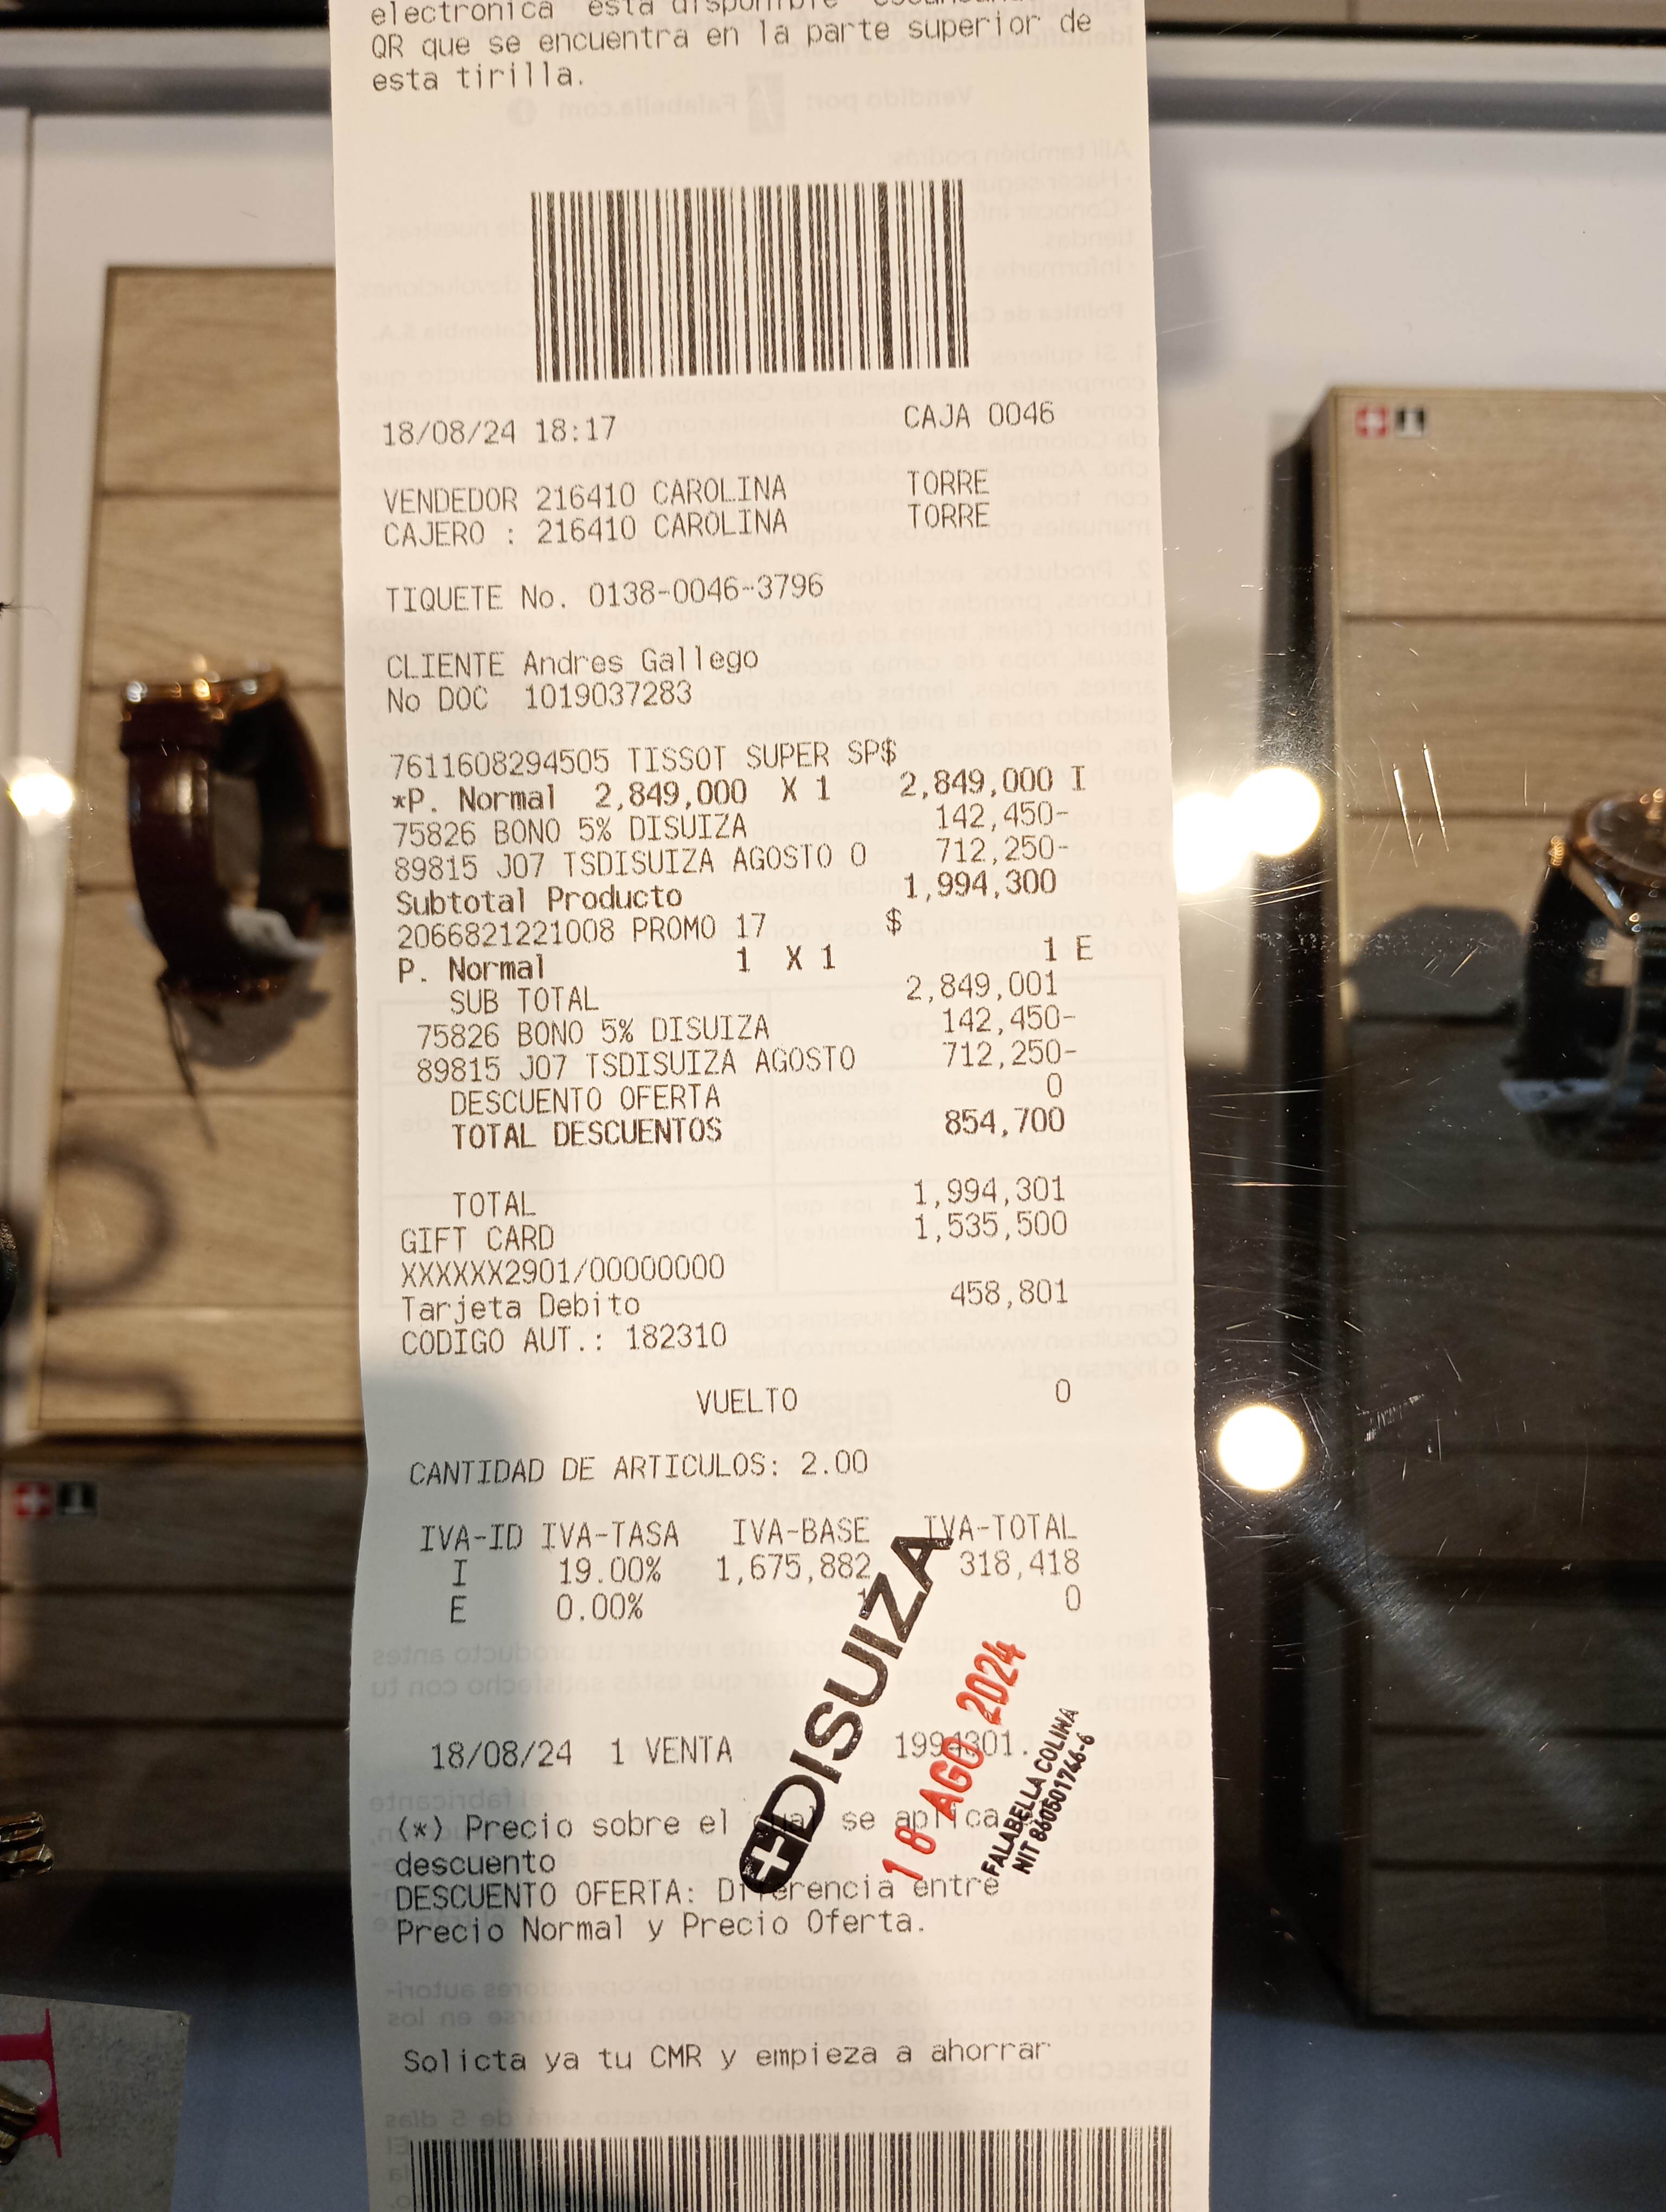 electronica esta disponible
QR que se encuentra en la parte superior de
esta tirilla.
18/08/24 18:17 CAJA 0046
VENDEDOR 216410 CAROLINA TORRE
CAJERO : 216410 CAROLINA TORRE
TIQUETE No. 0138-0046-3796
CLIENTE Andres Gallego
No DOC 1019037283
7611608294505 TISSOT SUPER SP$
*P. Normal 2,849,000 X 1 2,849,000 I
75826 BONO 5% DISUIZA 142,450-
89815 J07 TSDISUIZA AGOSTO O 712,250-
Subtotal Producto 1,994,300
2066821221008 PROMO 17 $
P. Normal 1 X 1 1 E
SUB TOTAL 2,849,001
75826 BONO 5% DISUIZA 142,450-
89815 J07 TSDISUIZA AGOSTO 712,250-
DESCUENTO OFERTA 0
TOTAL DESCUENTOS 854,700
TOTAL 1,994,301
GIFT CARD 1,535,500
XXXXXX2901/00000000
Tarjeta Debito 458,801
CODIGO AUT.: 182310
VUELTO 0
CANTIDAD DE ARTICULOS: 2.00
IVA-ID IVA-TASA IVA-BASE IVA-TOTAL
I 19.00% 1,675,882 318,418
E 0.00% 1 0
DISUIZA
18 AGO 2024
FALABELLA COLINA
NIT 860501746-6
18/08/24 1 VENTA 1994301.
(*) Precio sobre el cual se aplica
descuento
DESCUENTO OFERTA: Diferencia entre
Precio Normal y Precio Oferta.
Solicta ya tu CMR y empieza a ahorrar